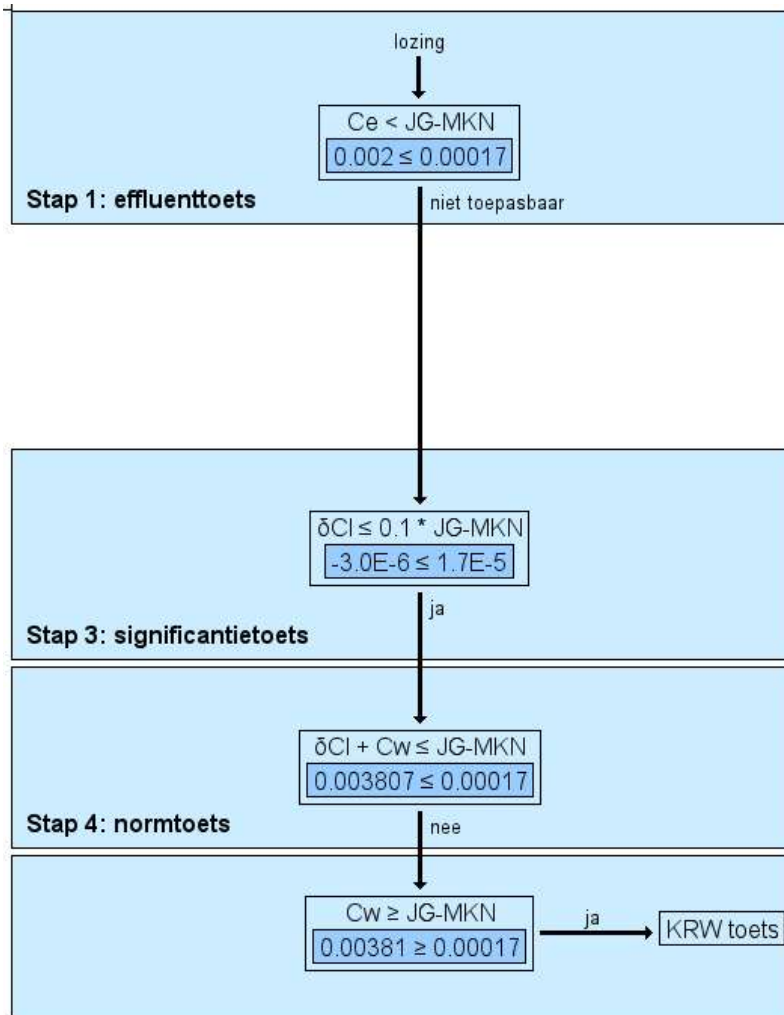 lozing
Ce < JG-MKN
0.002 ≤ 0.00017
Stap 1: effluenttoets
niet toepasbaar
δCl ≤ 0.1 * JG-MKN
-3.0E-6 ≤ 1.7E-5
ja
Stap 3: significantietoets
δCl + Cw ≤ JG-MKN
0.003807 ≤ 0.00017
Stap 4: normtoets
nee
Cw ≥ JG-MKN
0.00381 ≥ 0.00017
ja
KRW toets